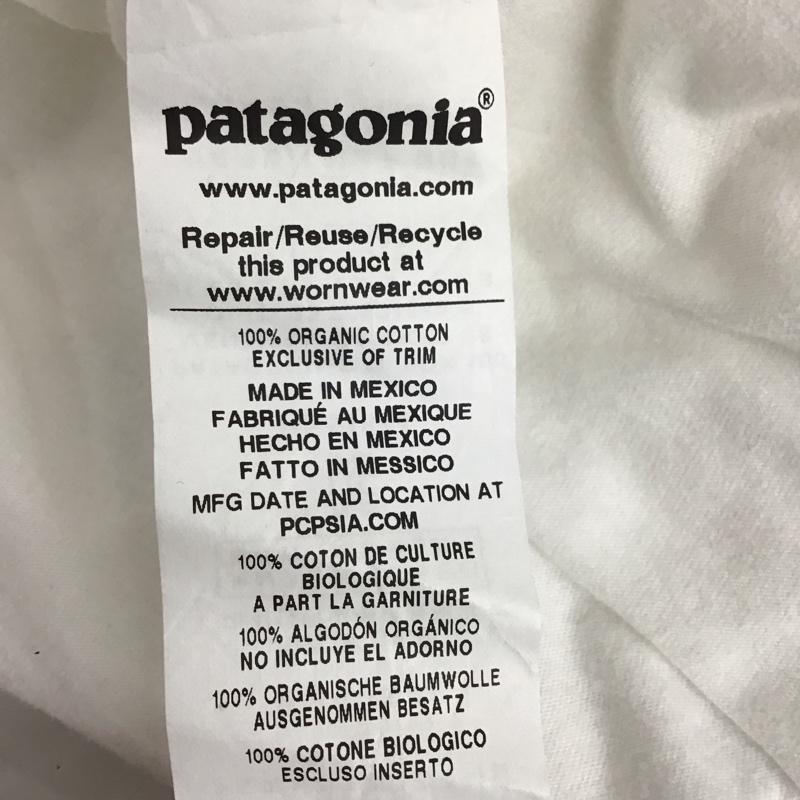 patagonia®
www.patagonia.com
Repair/Reuse/Recycle
this product at
www.wornwear.com
100% ORGANIC COTTON
EXCLUSIVE OF TRIM
MADE IN MEXICO
FABRIQUÉ AU MEXIQUE
HECHO EN MEXICO
FATTO IN MESSICO
MFG DATE AND LOCATION AT
PCPSIA.COM
100% COTON DE CULTURE
BIOLOGIQUE
A PART LA GARNITURE
100% ALGODÓN ORGÁNICO
NO INCLUYE EL ADORNO
100% ORGANISCHE BAUMWOLLE
AUSGENOMMEN BESATZ
100% COTONE BIOLOGICO
ESCLUSO INSERTO